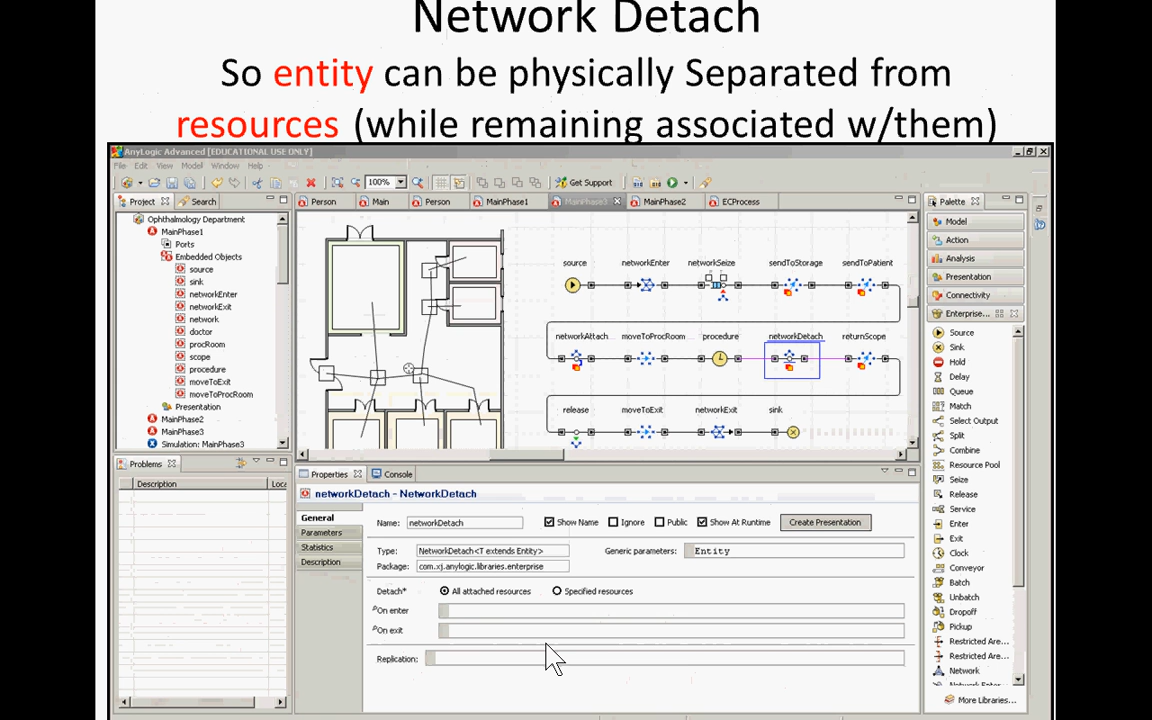 Network Detach
So entity can be physically Separated from
resources (while remaining associated w/them)
AnyLogic Advanced [EDUCATIONAL USE ONLY]
File Edit View Model Window Help
100% Get Support
Project Search
Person Main Person MainPhase1 MainPhase3 MainPhase2 ECProcess
Palette
Ophthalmology Department
MainPhase1
Ports
Embedded Objects
source
sink
networkEnter
networkExit
network
doctor
procRoom
scope
procedure
moveToExit
moveToProcRoom
Presentation
MainPhase2
MainPhase3
Simulation: MainPhase3
source networkEnter networkSeize sendToStorage sendToPatient
networkAttach moveToProcRoom procedure networkDetach returnScope
release moveToExit networkExit sink
Model
Action
Analysis
Presentation
Connectivity
Enterprise...
Source
Sink
Hold
Delay
Queue
Match
Select Output
Split
Combine
Resource Pool
Seize
Release
Service
Enter
Exit
Clock
Conveyor
Batch
Unbatch
Dropoff
Pickup
Restricted Are...
Restricted Are...
Network
More Libraries...
Problems
Description Loca
Properties Console
networkDetach - NetworkDetach
General
Parameters
Statistics
Description
Name: networkDetach Show Name Ignore Public Show At Runtime Create Presentation
Type: NetworkDetach<T extends Entity> Generic parameters: Entity
Package: com.xj.anylogic.libraries.enterprise
Detach* All attached resources Specified resources
On enter
On exit
Replication: